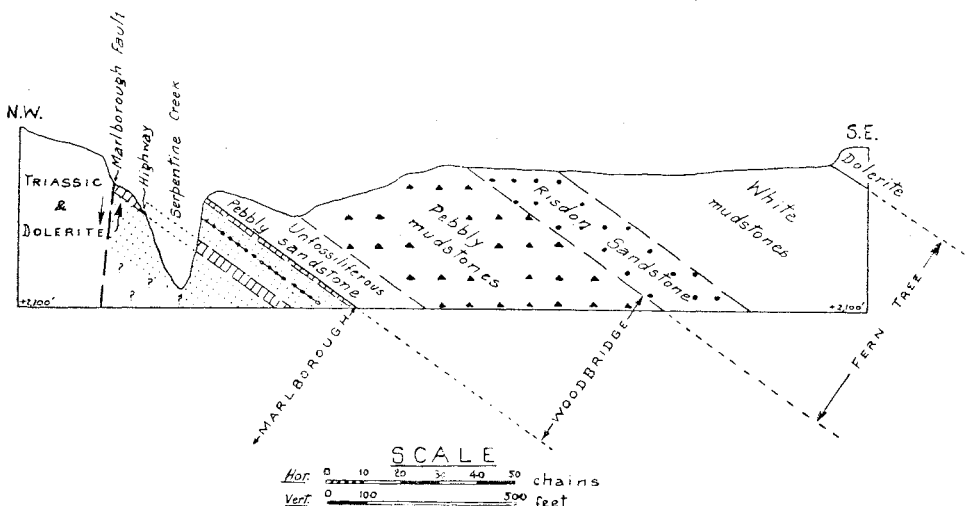 N.W.
Marlborough Fault
Highway
Serpentine Creek
S.E.
Dolerite
TRIASSIC
&
DOLERITE
Pebbly sandstone
Unfossiliferous
Pebbly
mudstones
Risdon Sandstone
White
mudstones
? ? ? ? ?
+2,100'
+2,100'
MARLBOROUGH
WOODBRIDGE
FERN TREE
SCALE
Hor. 0 10 20 30 40 50 chains
Vert. 0 100 500 feet